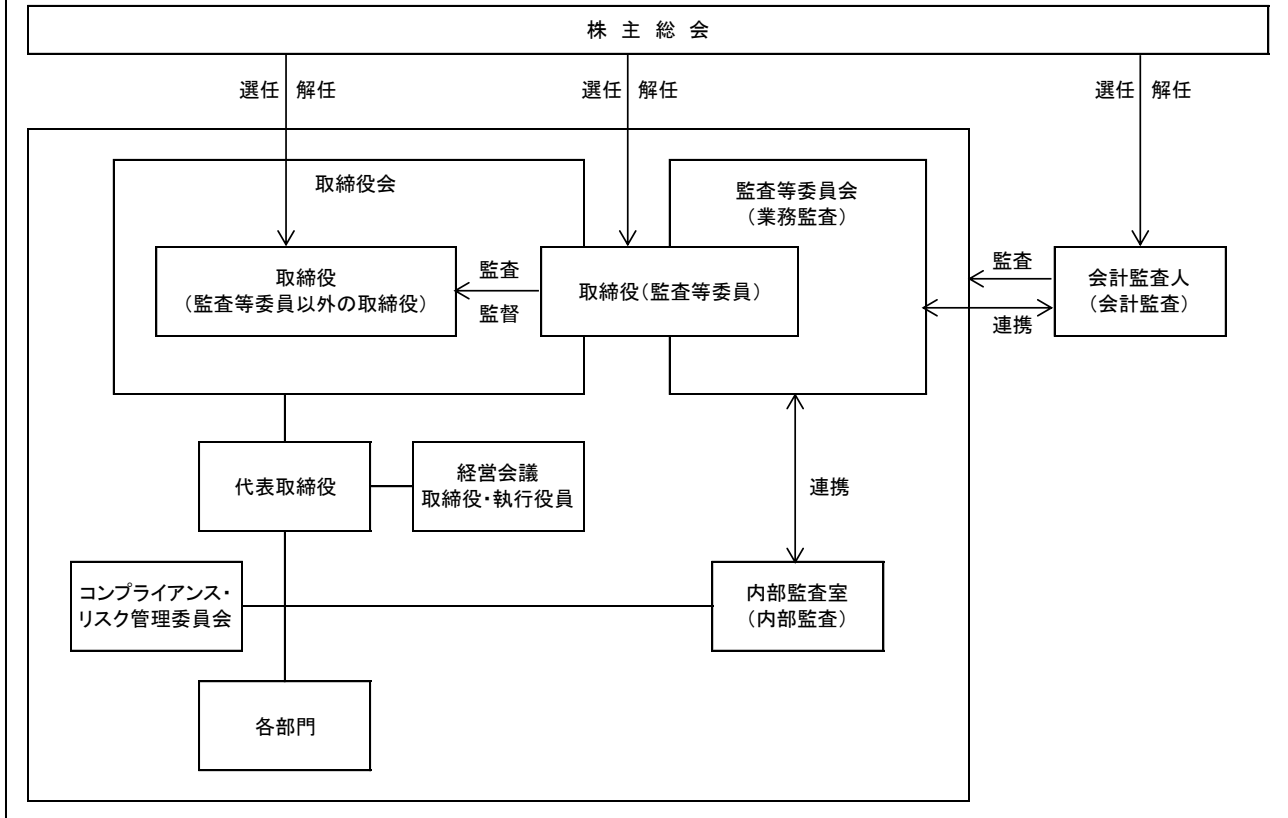 株 主 総 会
選任 解任
選任 解任
選任 解任
取締役会
監査等委員会
（業務監査）
取締役
（監査等委員以外の取締役）
監査
監督
取締役（監査等委員）
監査
連携
会計監査人
（会計監査）
代表取締役
経営会議
取締役・執行役員
連携
コンプライアンス・
リスク管理委員会
内部監査室
（内部監査）
各部門